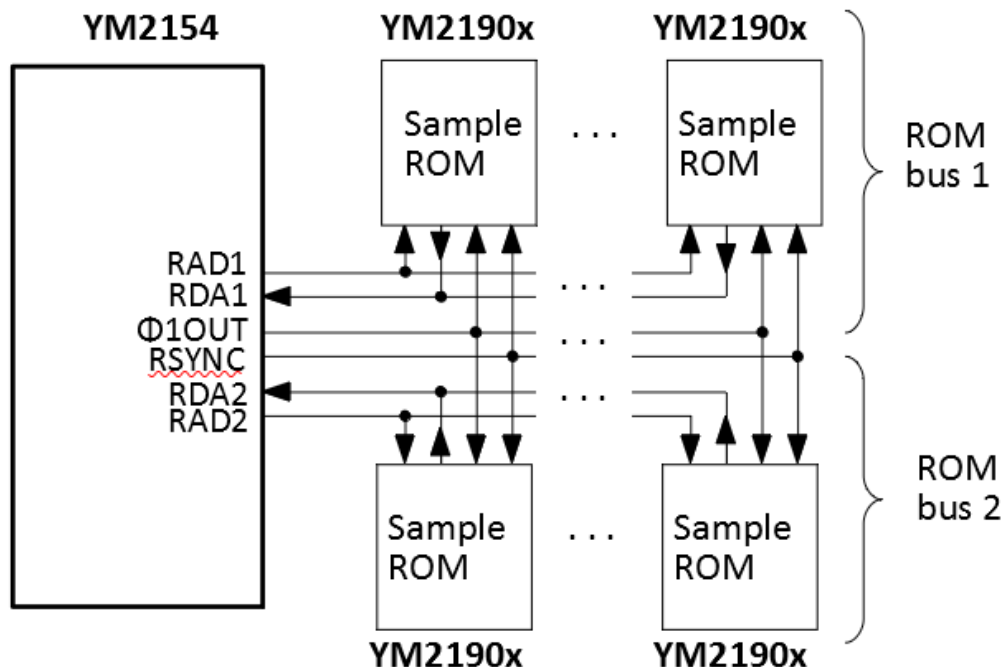 YM2154
YM2190x
YM2190x
Sample
ROM
. . .
Sample
ROM
ROM
bus 1
RAD1
RDA1
. . .
Φ1OUT
. . .
RSYNC
RDA2
. . .
RAD2
Sample
ROM
. . .
Sample
ROM
ROM
bus 2
YM2190x
YM2190x